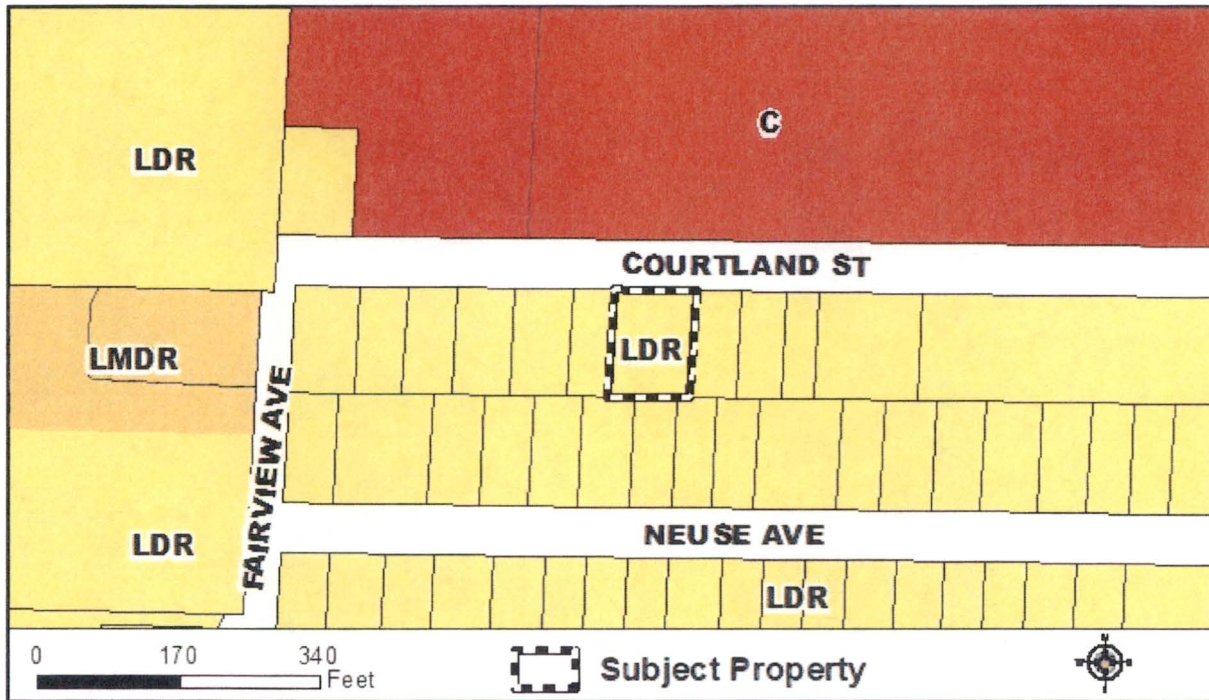 C
LDR
COURTLAND ST
LDR
LMDR
FAIRVIEW AVE
NEUSE AVE
LDR
LDR
0 170 340
Feet
Subject Property
N